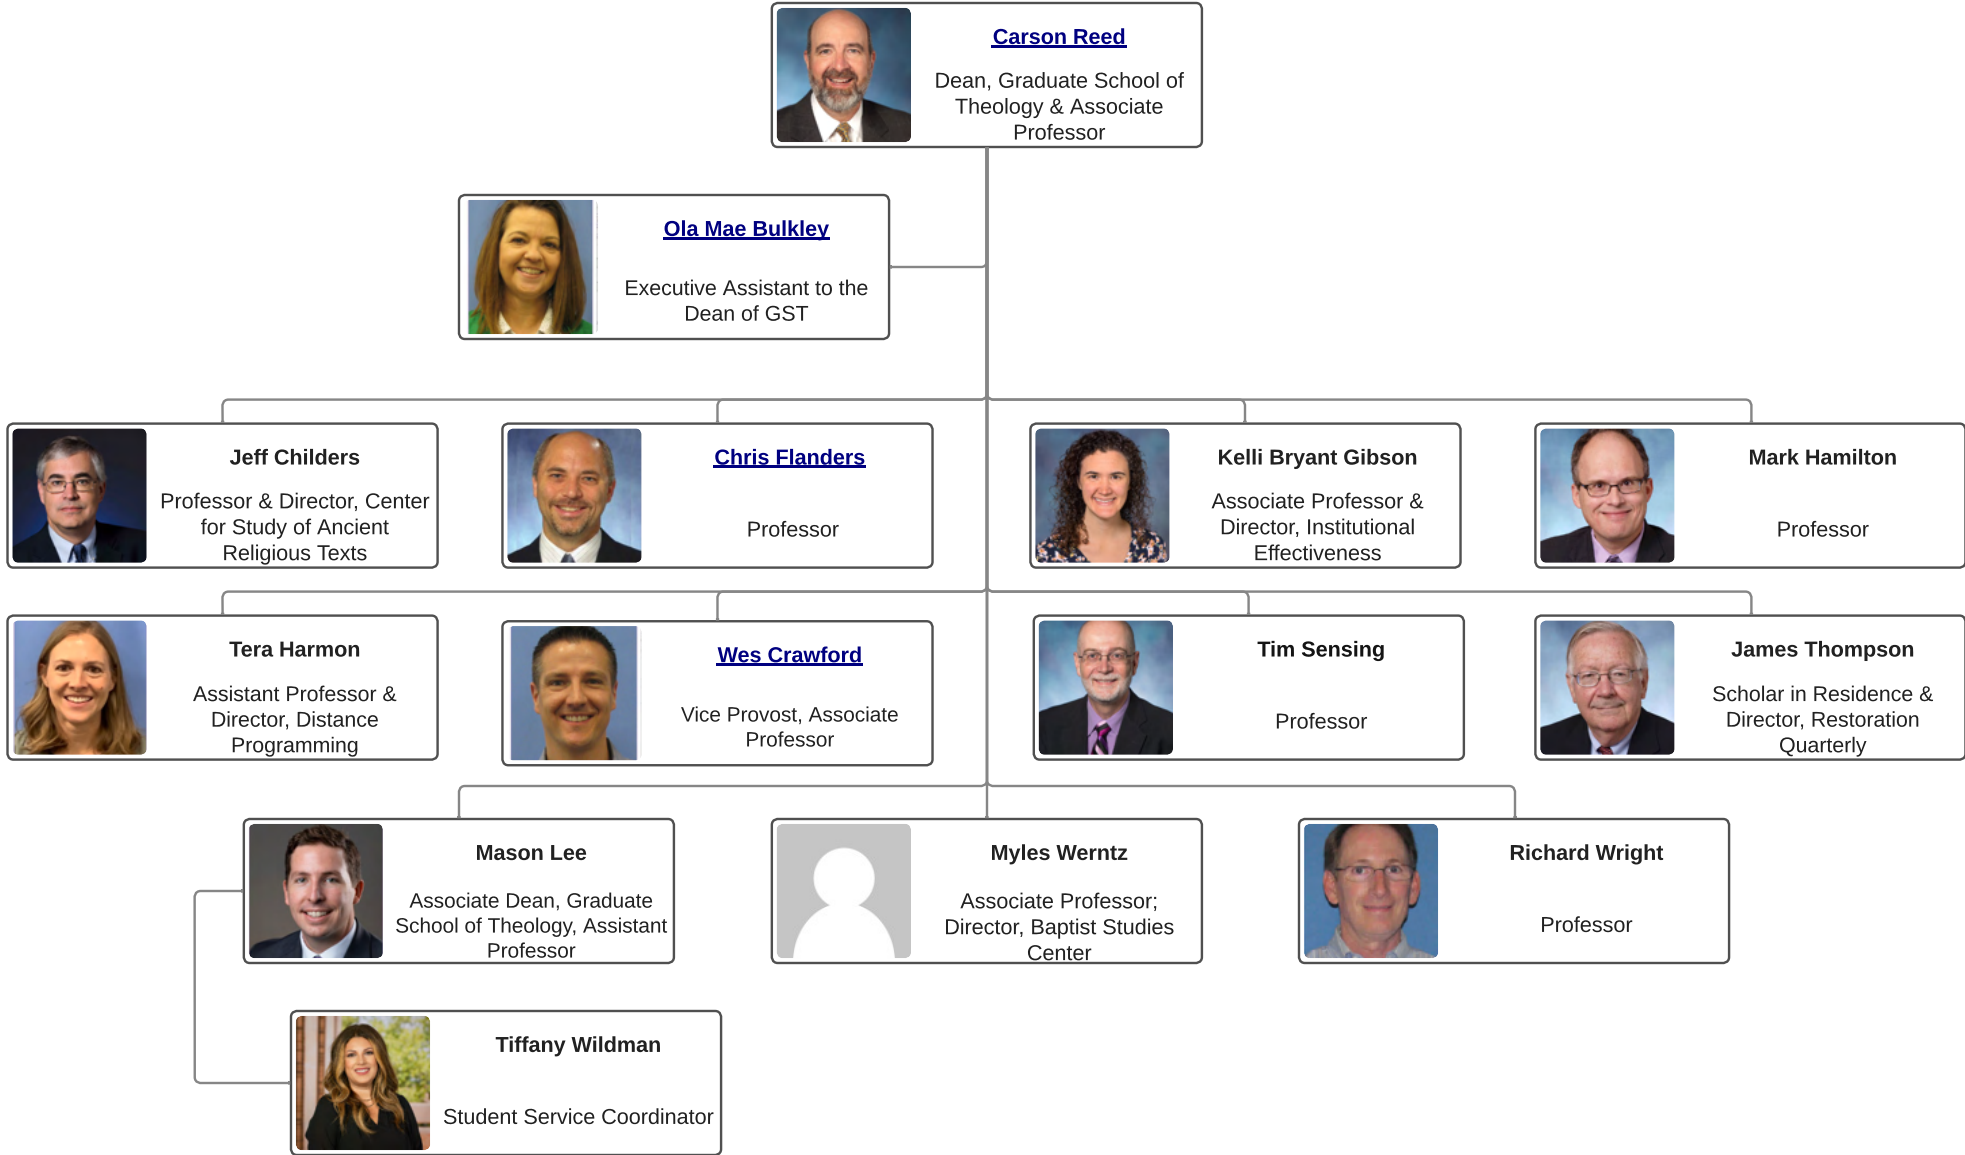 Carson Reed
Dean, Graduate School of
Theology & Associate
Professor
Ola Mae Bulkley
Executive Assistant to the
Dean of GST
Jeff Childers
Professor & Director, Center
for Study of Ancient
Religious Texts
Chris Flanders
Professor
Kelli Bryant Gibson
Associate Professor &
Director, Institutional
Effectiveness
Mark Hamilton
Professor
Tera Harmon
Assistant Professor &
Director, Distance
Programming
Wes Crawford
Vice Provost, Associate
Professor
Tim Sensing
Professor
James Thompson
Scholar in Residence &
Director, Restoration
Quarterly
Mason Lee
Associate Dean, Graduate
School of Theology, Assistant
Professor
Myles Werntz
Associate Professor;
Director, Baptist Studies
Center
Richard Wright
Professor
Tiffany Wildman
Student Service Coordinator